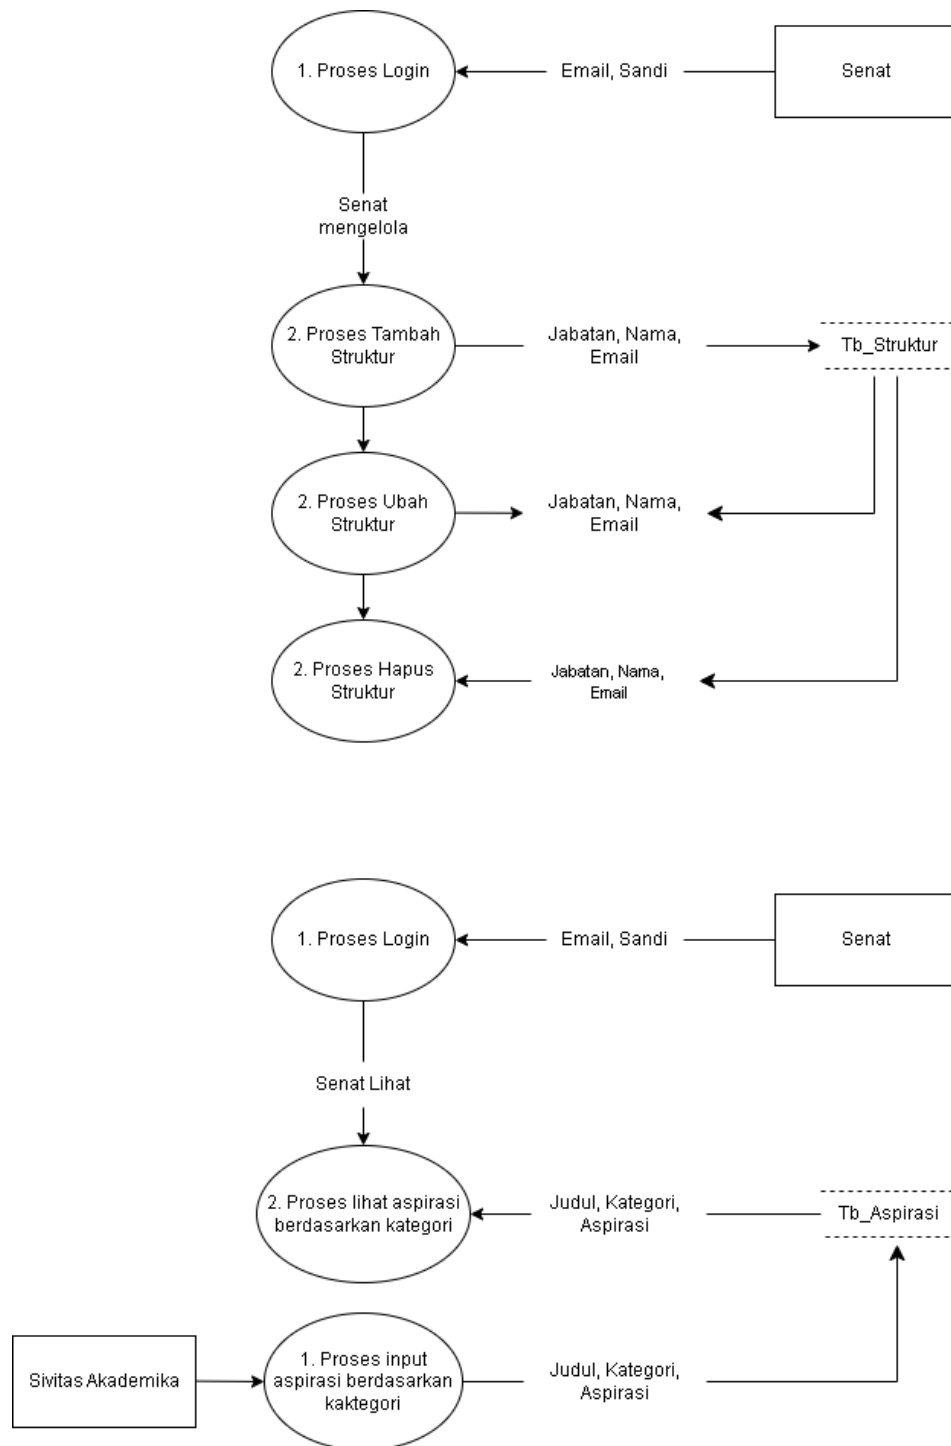 1. Proses Login
Email, Sandi
Senat
Senat
mengelola
2. Proses Tambah
Struktur
Jabatan, Nama,
Email
Tb_Struktur
2. Proses Ubah
Struktur
Jabatan, Nama,
Email
2. Proses Hapus
Struktur
Jabatan, Nama,
Email
1. Proses Login
Email, Sandi
Senat
Senat Lihat
2. Proses lihat aspirasi
berdasarkan kategori
Judul, Kategori,
Aspirasi
Tb_Aspirasi
Sivitas Akademika
1. Proses input
aspirasi berdasarkan
kaktegori
Judul, Kategori,
Aspirasi